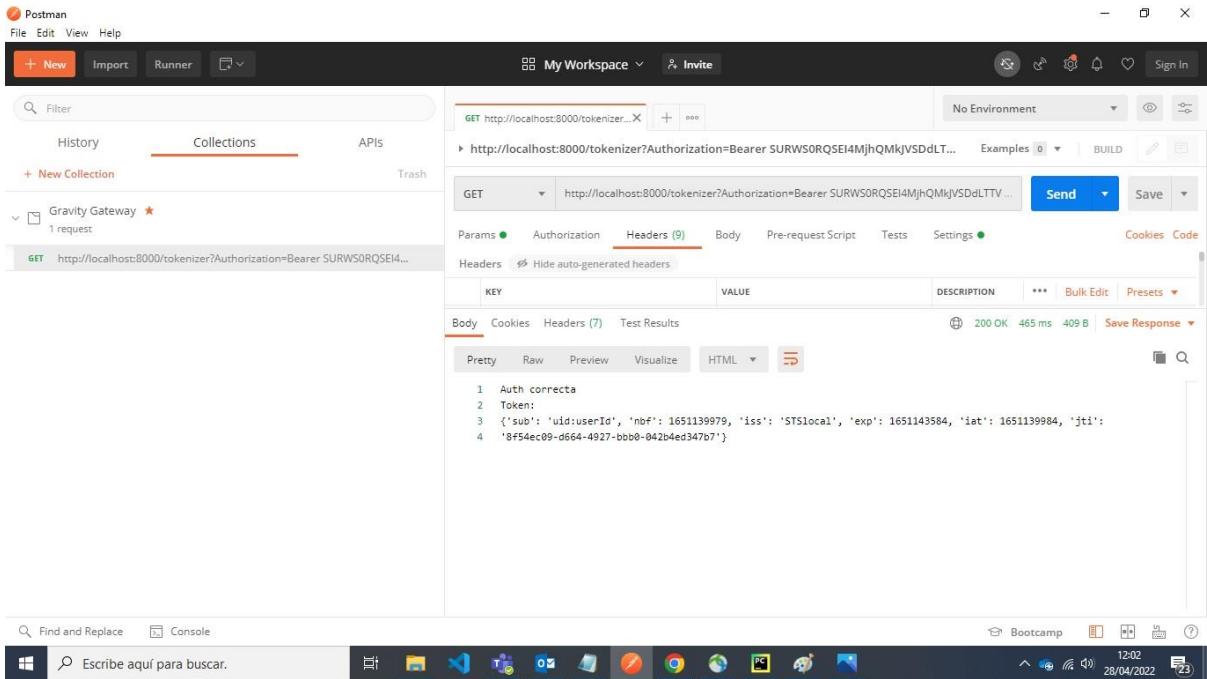 Postman
File Edit View Help
+ New Import Runner My Workspace Invite Sign In
Filter
History Collections APIs
+ New Collection Trash
Gravity Gateway
1 request
GET http://localhost:8000/tokenizer?Authorization=Bearer SURWS0RQSEI4...
GET http://localhost:8000/tokenizer... No Environment
http://localhost:8000/tokenizer?Authorization=Bearer SURWS0RQSEI4MjhQMkJVSDdLT... Examples 0 BUILD
GET http://localhost:8000/tokenizer?Authorization=Bearer SURWS0RQSEI4MjhQMkJVSDdLTTV ... Send Save
Params Authorization Headers (9) Body Pre-request Script Tests Settings Cookies Code
Headers Hide auto-generated headers
KEY VALUE DESCRIPTION Bulk Edit Presets
Body Cookies Headers (7) Test Results 200 OK 465 ms 409 B Save Response
Pretty Raw Preview Visualize HTML
1 Auth correcta
2 Token:
3 {'sub': 'uid:userId', 'nbf': 1651139979, 'iss': 'STSlocal', 'exp': 1651143584, 'iat': 1651139984, 'jti':
4 '8f54ec09-d664-4927-bbb0-042b4ed347b7'}
Find and Replace Console Bootcamp
Escribe aquí para buscar. 12:02
28/04/2022 23